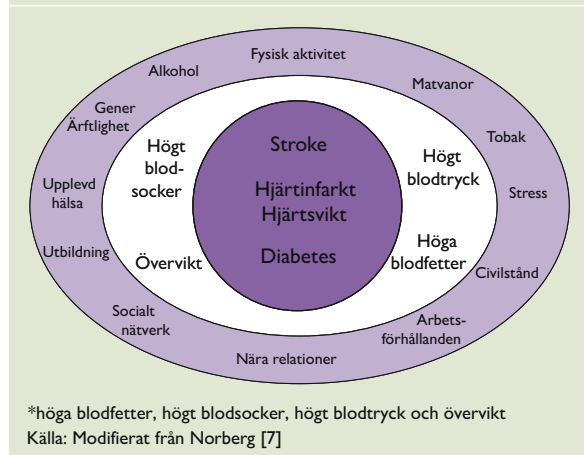 Fysisk aktivitet
Matvanor
Tobak
Stress
Civilstånd
Arbets-
förhållanden
Nära relationer
Socialt
nätverk
Utbildning
Upplevd
hälsa
Gener
Ärftlighet
Alkohol
Högt
blod-
socker
Högt
blodtryck
Höga
blodfetter
Övervikt
Stroke
Hjärtinfarkt
Hjärtsvikt
Diabetes
*höga blodfetter, högt blodsocker, högt blodtryck och övervikt
Källa: Modifierat från Norberg [7]